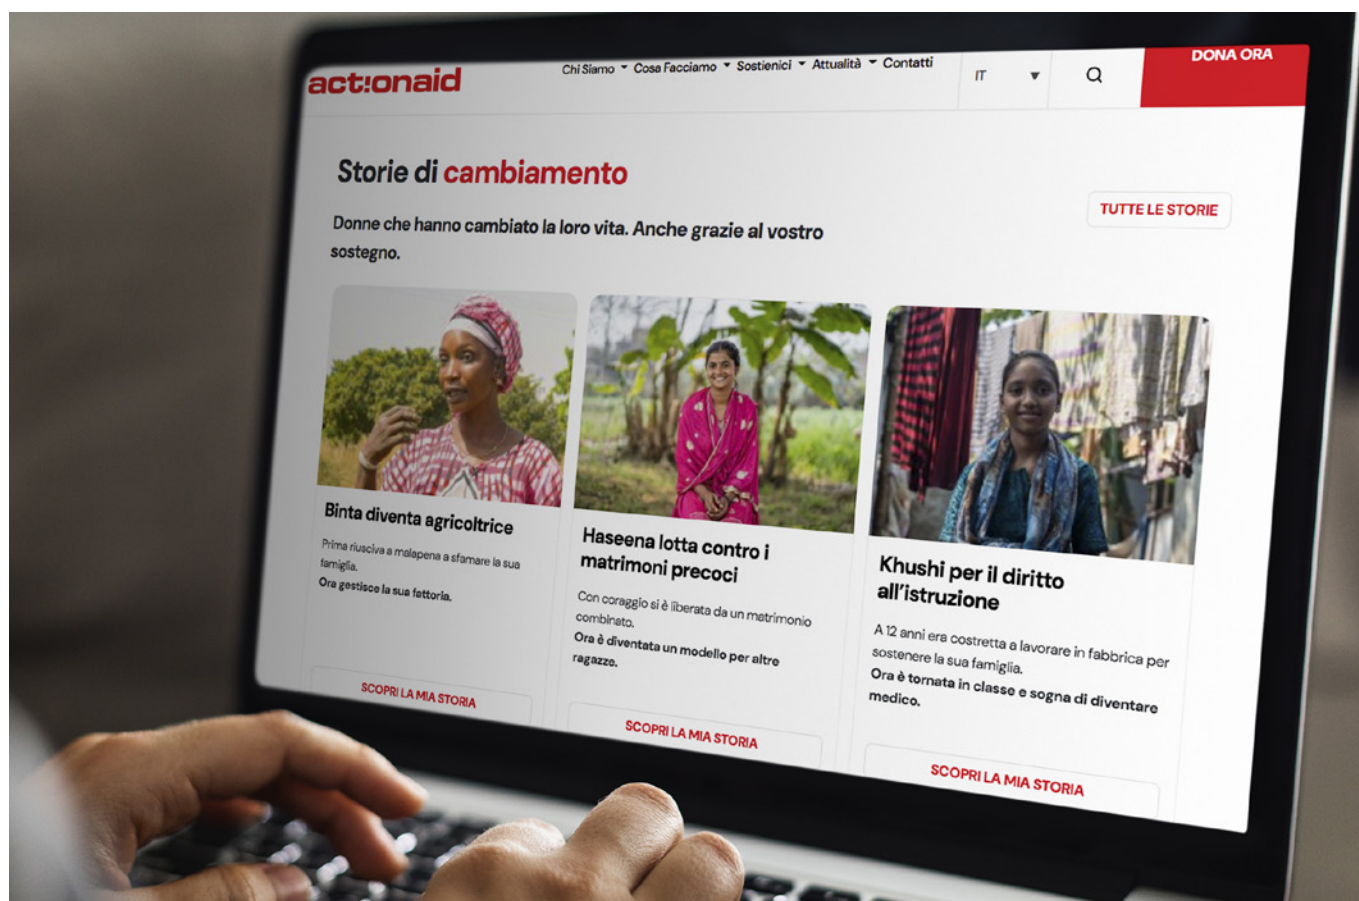 act:onaid
Chi Siamo Cosa Facciamo Sostienici Attualità Contatti
IT
DONA ORA
Storie di cambiamento
TUTTE LE STORIE
Donne che hanno cambiato la loro vita. Anche grazie al vostro
sostegno.
Binta diventa agricoltrice
Prima riusciva a malapena a sfamare la sua
famiglia.
Ora gestisce la sua fattoria.
SCOPRI LA MIA STORIA
Haseena lotta contro i
matrimoni precoci
Con coraggio si è liberata da un matrimonio
combinato.
Ora è diventata un modello per altre
ragazze.
SCOPRI LA MIA STORIA
Khushi per il diritto
all'istruzione
A 12 anni era costretta a lavorare in fabbrica per
sostenere la sua famiglia.
Ora è tornata in classe e sogna di diventare
medico.
SCOPRI LA MIA STORIA